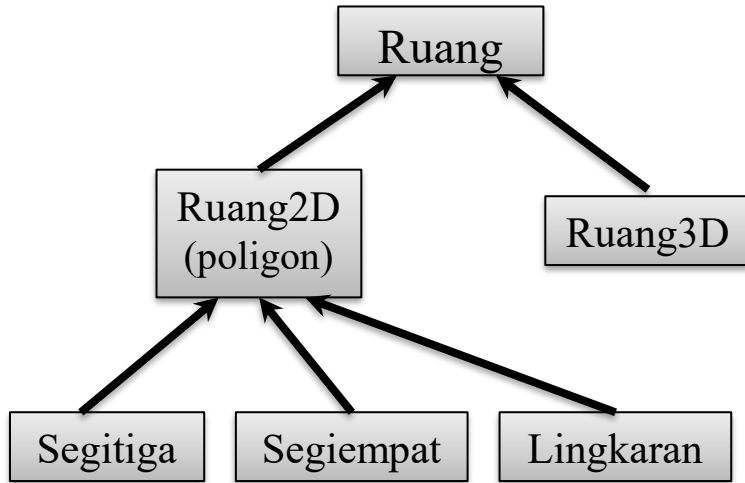 Ruang
Ruang2D
(poligon)
Ruang3D
Segitiga
Segiempat
Lingkaran